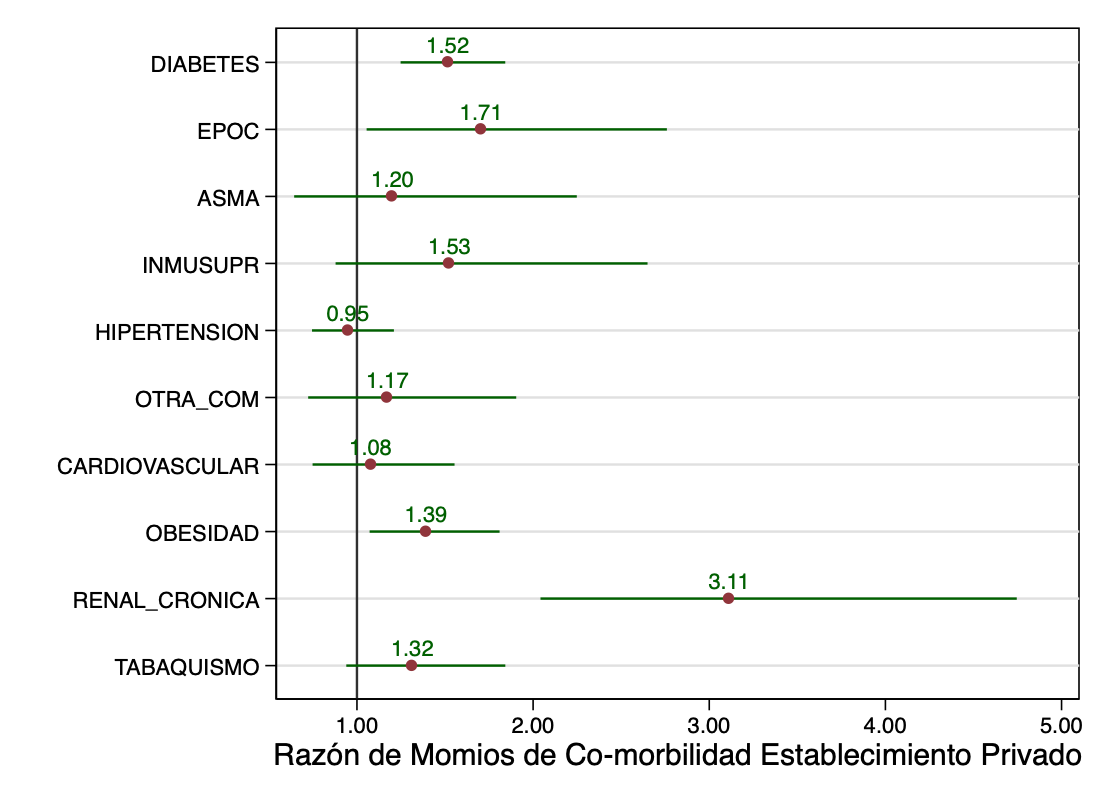 1.52
DIABETES
1.71
EPOC
1.20
ASMA
1.53
INMUSUPR
0.95
HIPERTENSION
1.17
OTRA_COM
1.08
CARDIOVASCULAR
1.39
OBESIDAD
3.11
RENAL_CRONICA
1.32
TABAQUISMO
1.00 2.00 3.00 4.00 5.00
Razón de Momios de Co-morbilidad Establecimiento Privado